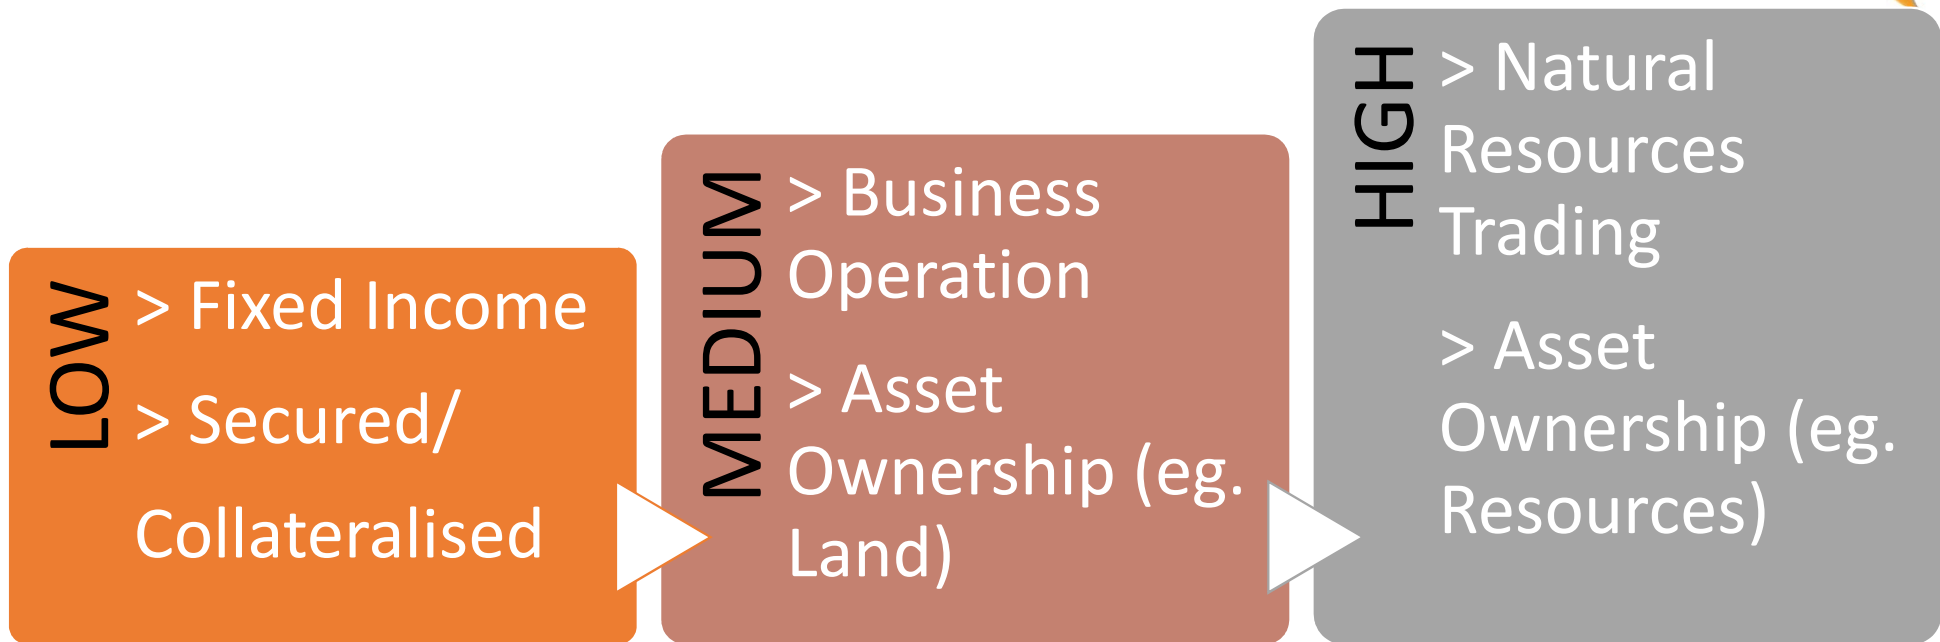 LOW
> Fixed Income
> Secured/
Collateralised
MEDIUM
> Business
Operation
> Asset
Ownership (eg.
Land)
HIGH
> Natural
Resources
Trading
> Asset
Ownership (eg.
Resources)